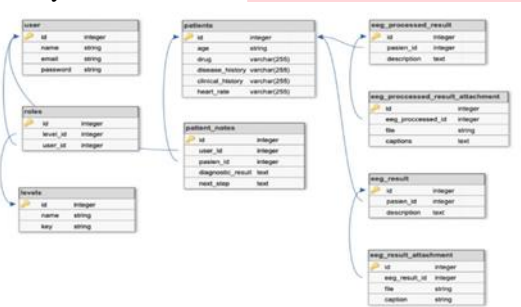 user
id integer
name string
email string
password string
roles
id integer
level_id integer
user_id integer
levels
id integer
name string
key string
patients
id integer
age string
drug varchar(255)
disease_history varchar(255)
clinical_history varchar(255)
heart_rate varchar(255)
patient_notes
id integer
user_id integer
pasien_id integer
diagnostic_result text
next_step text
eeg_processed_result
id integer
pasien_id integer
description text
eeg_proccessed_result_attachment
id integer
eeg_proccessed_id integer
file string
captions text
eeg_result
id integer
pasien_id integer
description text
eeg_result_attachment
id integer
eeg_result_id integer
file string
caption string